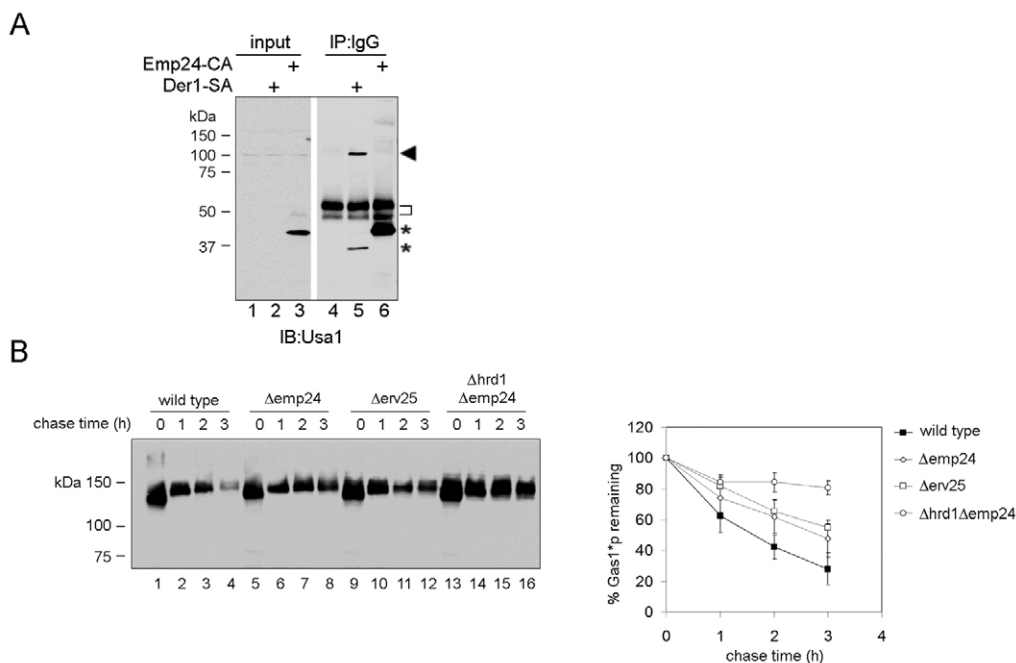 A
input IP:IgG
Emp24-CA + +
Der1-SA + +
kDa
150
100
75
50
*
37
*
1 2 3 4 5 6
IB:Usa1
B
wild type Δemp24 Δerv25 Δhrd1 Δemp24
chase time (h) 0 1 2 3 0 1 2 3 0 1 2 3 0 1 2 3
kDa 150
100
75
1 2 3 4 5 6 7 8 9 10 11 12 13 14 15 16
% Gas1*p remaining
120
100
80
60
40
20
0
0 1 2 3 4
chase time (h)
wild type
Δemp24
Δerv25
Δhrd1Δemp24